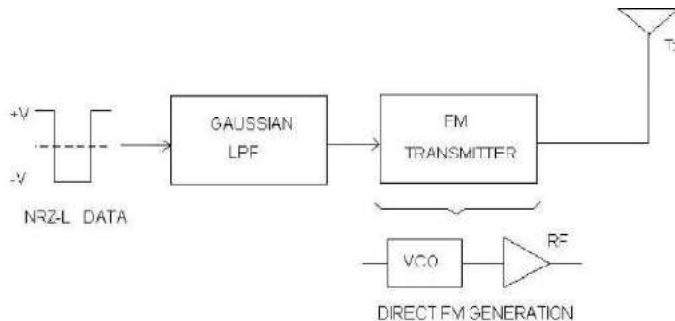 +V
-V
NRZ-L DATA
GAUSSIAN
LPF
FM
TRANSMITTER
VCO
RF
DIRECT FM GENERATION